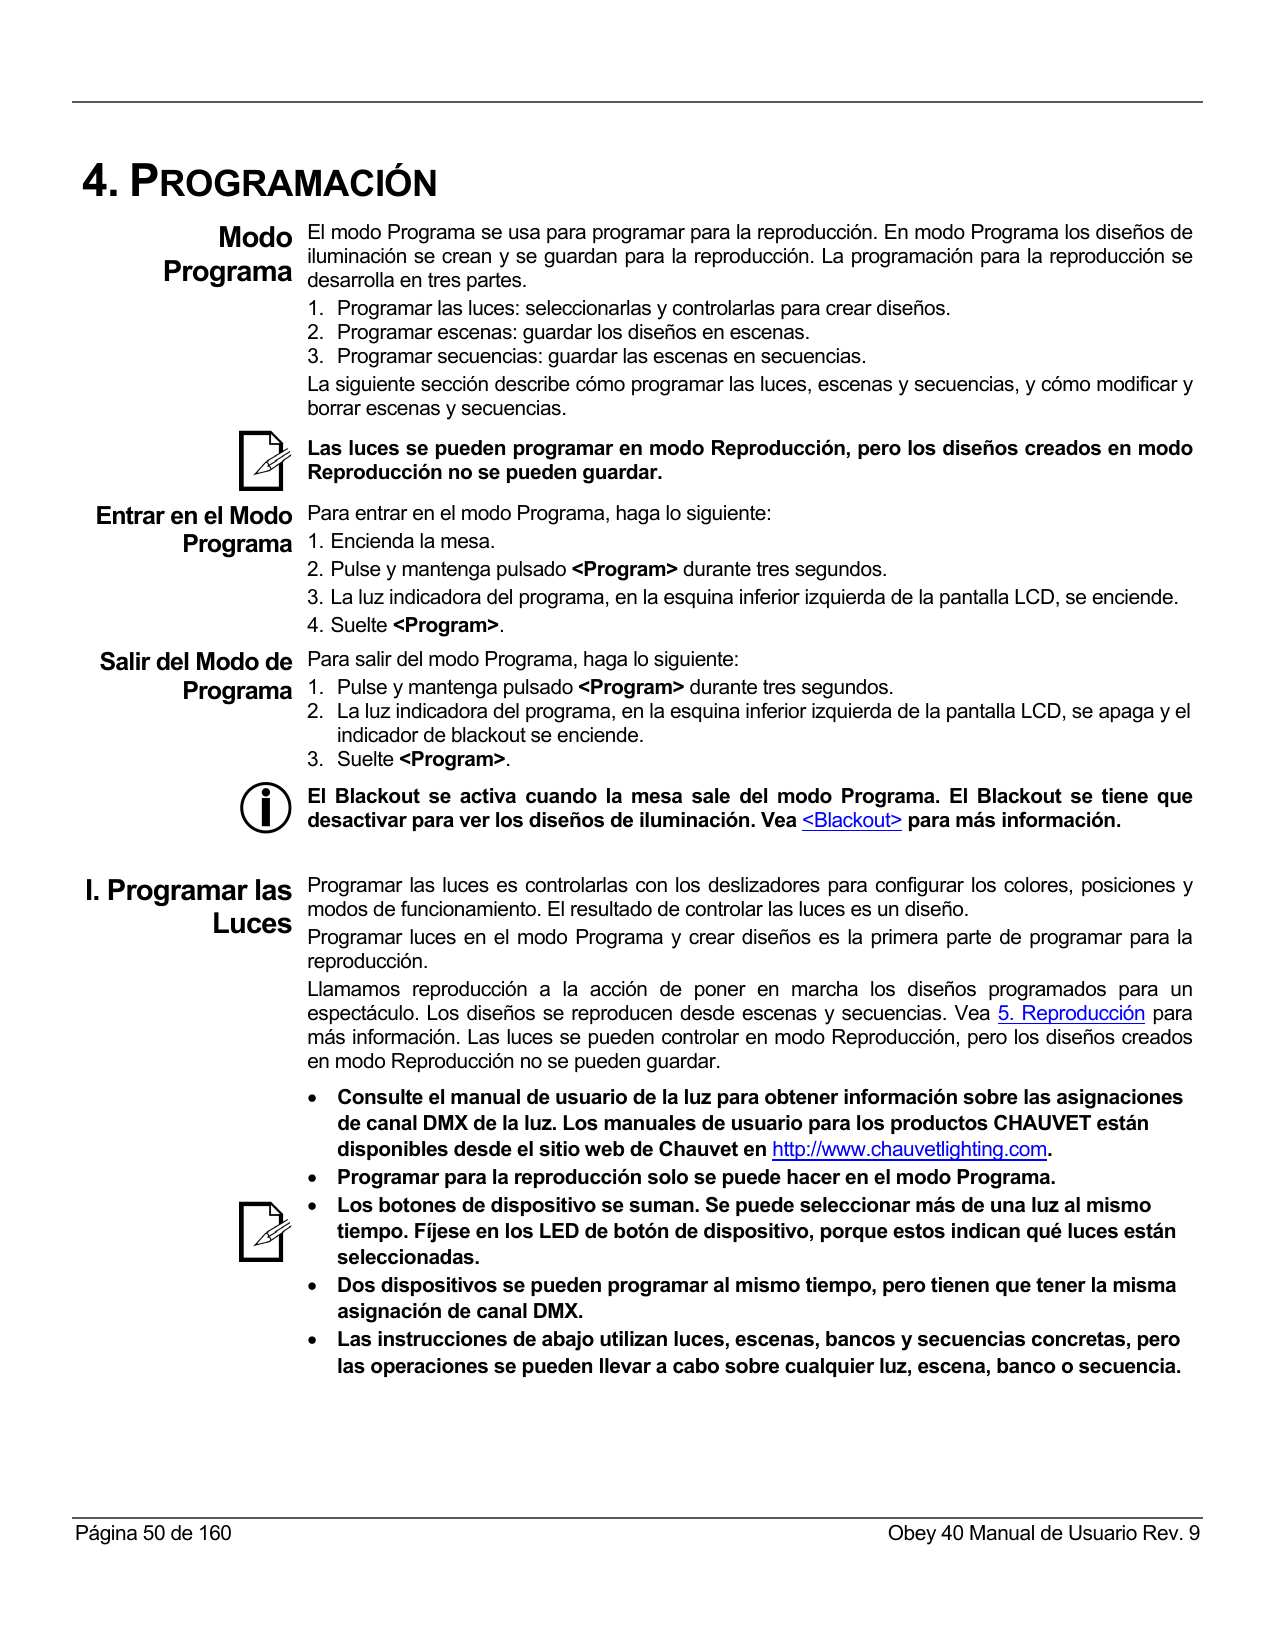 4. PROGRAMACIÓN
Modo
Programa
El modo Programa se usa para programar para la reproducción. En modo Programa los diseños de
iluminación se crean y se guardan para la reproducción. La programación para la reproducción se
desarrolla en tres partes.
1. Programar las luces: seleccionarlas y controlarlas para crear diseños.
2. Programar escenas: guardar los diseños en escenas.
3. Programar secuencias: guardar las escenas en secuencias.
La siguiente sección describe cómo programar las luces, escenas y secuencias, y cómo modificar y
borrar escenas y secuencias.
Las luces se pueden programar en modo Reproducción, pero los diseños creados en modo
Reproducción no se pueden guardar.
Entrar en el Modo
Programa
Para entrar en el modo Programa, haga lo siguiente:
1. Encienda la mesa.
2. Pulse y mantenga pulsado <Program> durante tres segundos.
3. La luz indicadora del programa, en la esquina inferior izquierda de la pantalla LCD, se enciende.
4. Suelte <Program>.
Salir del Modo de
Programa
Para salir del modo Programa, haga lo siguiente:
1. Pulse y mantenga pulsado <Program> durante tres segundos.
2. La luz indicadora del programa, en la esquina inferior izquierda de la pantalla LCD, se apaga y el
indicador de blackout se enciende.
3. Suelte <Program>.
El Blackout se activa cuando la mesa sale del modo Programa. El Blackout se tiene que
desactivar para ver los diseños de iluminación. Vea <Blackout> para más información.
I. Programar las
Luces
Programar las luces es controlarlas con los deslizadores para configurar los colores, posiciones y
modos de funcionamiento. El resultado de controlar las luces es un diseño.
Programar luces en el modo Programa y crear diseños es la primera parte de programar para la
reproducción.
Llamamos reproducción a la acción de poner en marcha los diseños programados para un
espectáculo. Los diseños se reproducen desde escenas y secuencias. Vea 5. Reproducción para
más información. Las luces se pueden controlar en modo Reproducción, pero los diseños creados
en modo Reproducción no se pueden guardar.
• Consulte el manual de usuario de la luz para obtener información sobre las asignaciones
de canal DMX de la luz. Los manuales de usuario para los productos CHAUVET están
disponibles desde el sitio web de Chauvet en http://www.chauvetlighting.com.
• Programar para la reproducción solo se puede hacer en el modo Programa.
• Los botones de dispositivo se suman. Se puede seleccionar más de una luz al mismo
tiempo. Fíjese en los LED de botón de dispositivo, porque estos indican qué luces están
seleccionadas.
• Dos dispositivos se pueden programar al mismo tiempo, pero tienen que tener la misma
asignación de canal DMX.
• Las instrucciones de abajo utilizan luces, escenas, bancos y secuencias concretas, pero
las operaciones se pueden llevar a cabo sobre cualquier luz, escena, banco o secuencia.
Página 50 de 160
Obey 40 Manual de Usuario Rev. 9